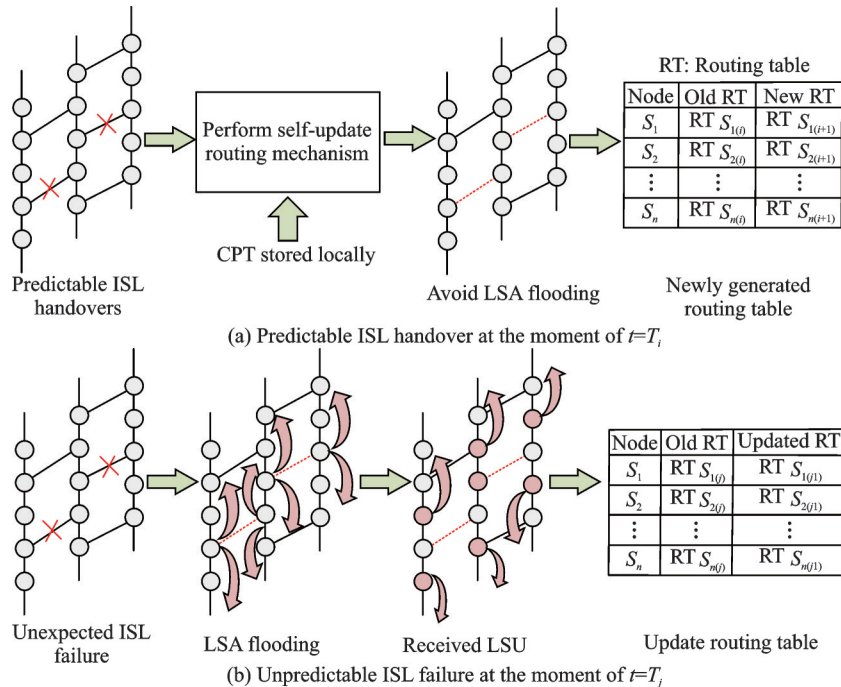 RT: Routing table
Node Old RT New RT
S1 RT S1(i) RT S1(i+1)
S2 RT S2(i) RT S2(i+1)
⋮ ⋮ ⋮
Sn RT Sn(i) RT Sn(i+1)
Perform self-update
routing mechanism
CPT stored locally
Predictable ISL
handovers
Avoid LSA flooding
Newly generated
routing table
(a) Predictable ISL handover at the moment of t=Ti
Node Old RT Updated RT
S1 RT S1(j) RT S1(j1)
S2 RT S2(j) RT S2(j1)
⋮ ⋮ ⋮
Sn RT Sn(j) RT Sn(j1)
Unexpected ISL
failure
LSA flooding
Received LSU
Update routing table
(b) Unpredictable ISL failure at the moment of t=Tj